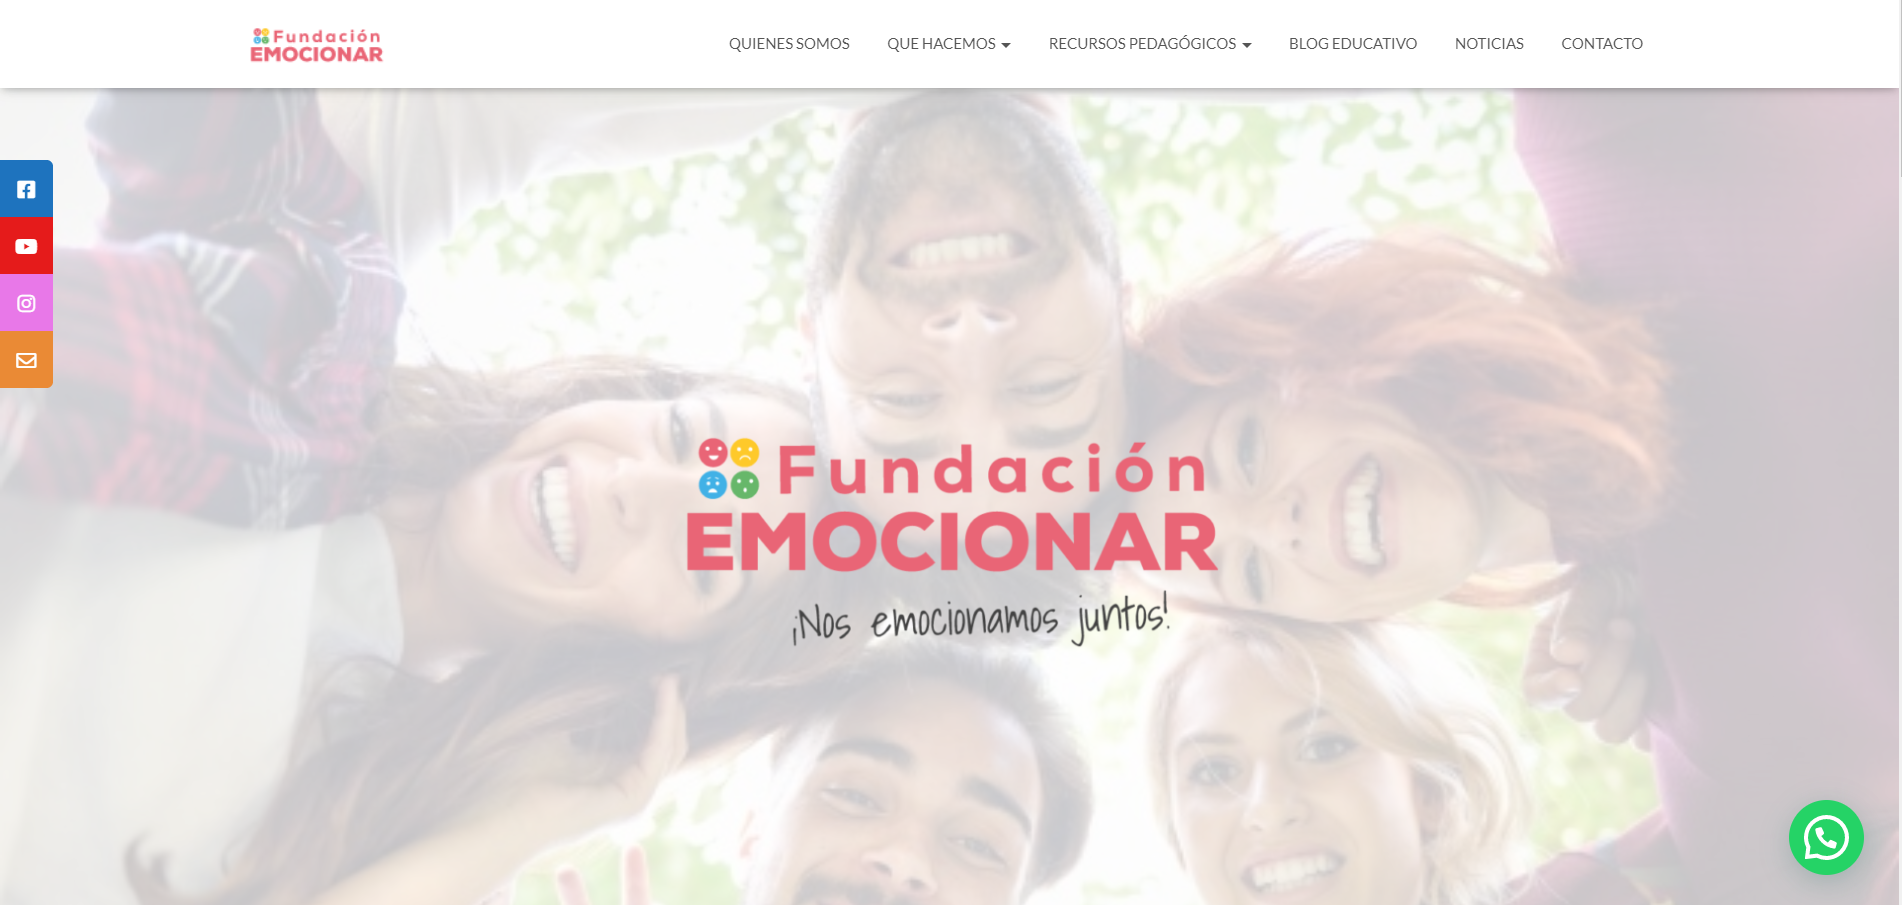 Fundación
EMOCIONAR
QUIENES SOMOS
QUE HACEMOS
RECURSOS PEDAGÓGICOS
BLOG EDUCATIVO
NOTICIAS
CONTACTO
Fundación
EMOCIONAR
¡Nos emocionamos juntos!